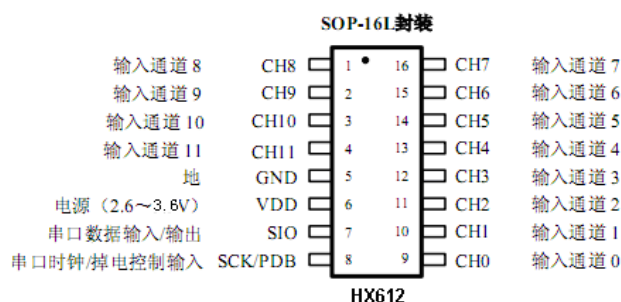 SOP-16L封装
输入通道 8 CH8 1 16 CH7 输入通道 7
输入通道 9 CH9 2 15 CH6 输入通道 6
输入通道 10 CH10 3 14 CH5 输入通道 5
输入通道 11 CH11 4 13 CH4 输入通道 4
地 GND 5 12 CH3 输入通道 3
电源（2.6～3.6V） VDD 6 11 CH2 输入通道 2
串口数据输入/输出 SIO 7 10 CH1 输入通道 1
串口时钟/掉电控制输入 SCK/PDB 8 9 CH0 输入通道 0
HX612